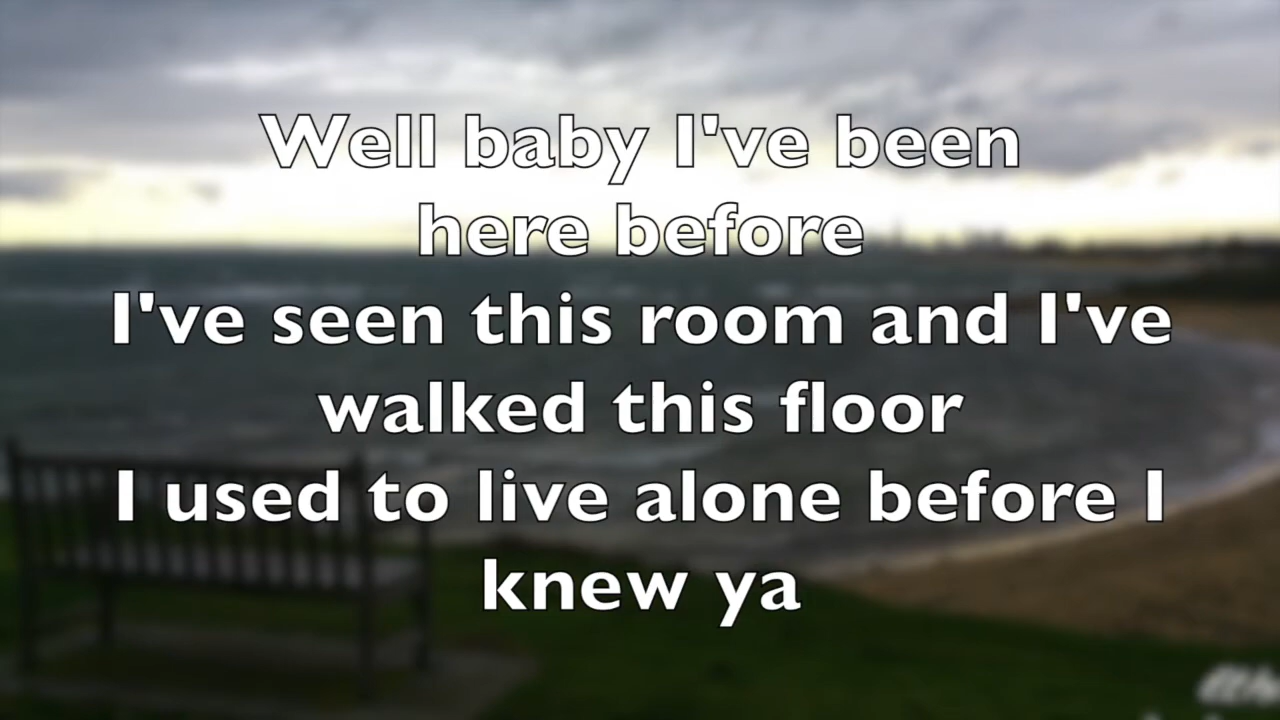 Well baby I've been
here before
I've seen this room and I've
walked this floor
I used to live alone before I
knew ya